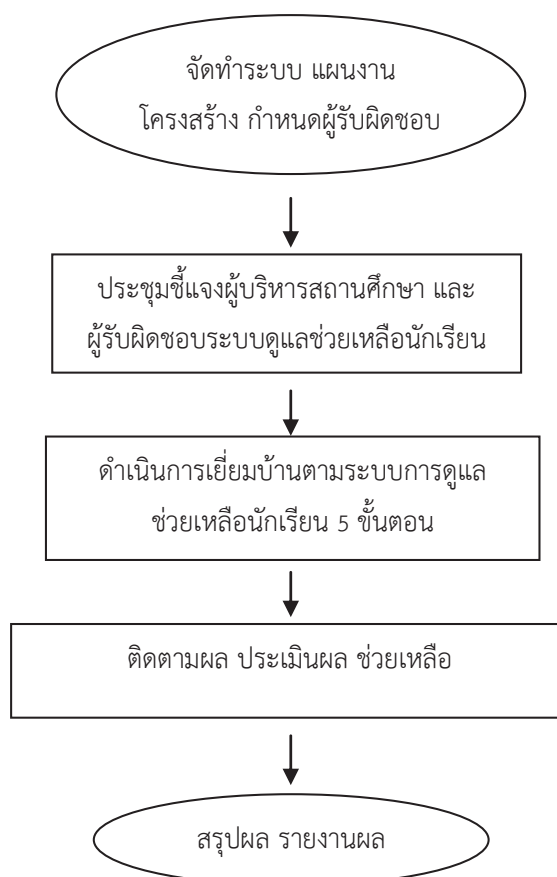 จัดทำระบบ แผนงาน
โครงสร้าง กำหนดผู้รับผิดชอบ
ประชุมชี้แจงผู้บริหารสถานศึกษา และ
ผู้รับผิดชอบระบบดูแลช่วยเหลือนักเรียน
ดำเนินการเยี่ยมบ้านตามระบบการดูแล
ช่วยเหลือนักเรียน 5 ขั้นตอน
ติดตามผล ประเมินผล ช่วยเหลือ
สรุปผล รายงานผล